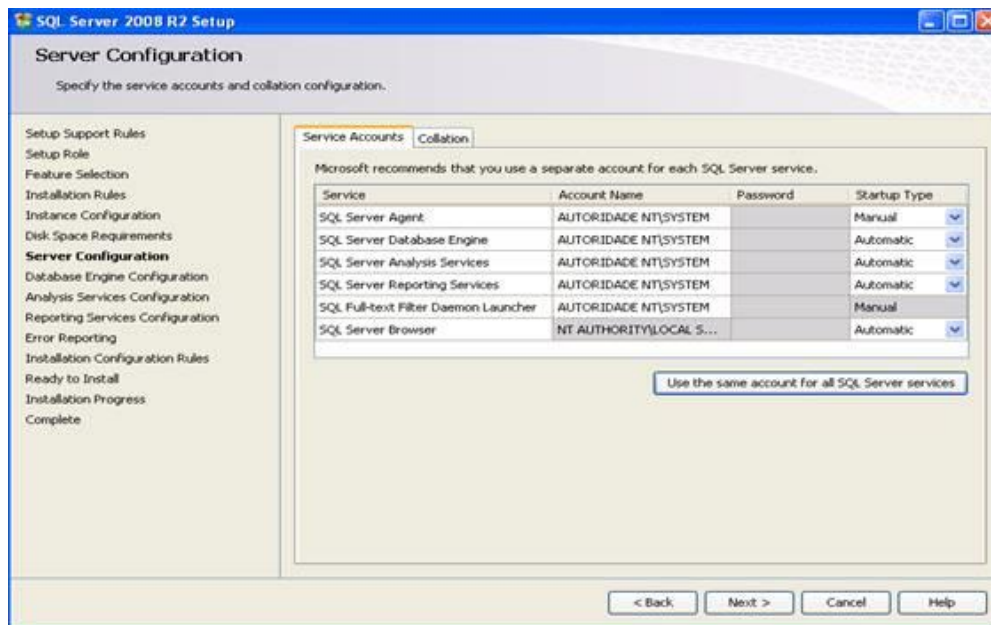 SQL Server 2008 R2 Setup
Server Configuration
Specify the service accounts and collation configuration.
Setup Support Rules
Setup Role
Feature Selection
Installation Rules
Instance Configuration
Disk Space Requirements
Server Configuration
Database Engine Configuration
Analysis Services Configuration
Reporting Services Configuration
Error Reporting
Installation Configuration Rules
Ready to Install
Installation Progress
Complete
Service Accounts Collation
Microsoft recommends that you use a separate account for each SQL Server service.
Service Account Name Password Startup Type
SQL Server Agent AUTORIDADE NT\SYSTEM Manual
SQL Server Database Engine AUTORIDADE NT\SYSTEM Automatic
SQL Server Analysis Services AUTORIDADE NT\SYSTEM Automatic
SQL Server Reporting Services AUTORIDADE NT\SYSTEM Automatic
SQL Full-text Filter Daemon Launcher AUTORIDADE NT\SYSTEM Manual
SQL Server Browser NT AUTHORITY\LOCAL S... Automatic
Use the same account for all SQL Server services
< Back Next > Cancel Help